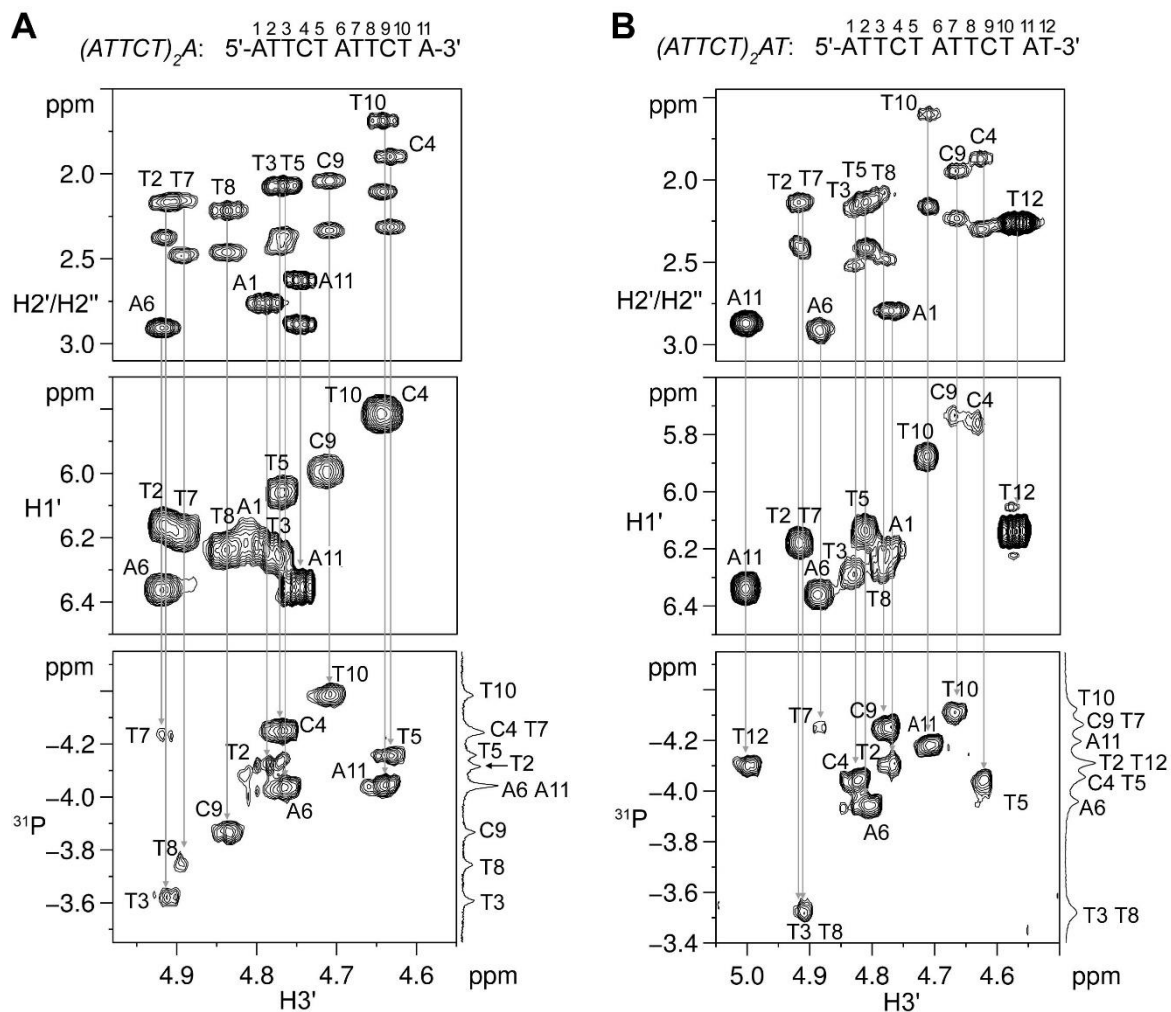 A
1 2 3 4 5 6 7 8 9 10 11
(ATTCT)2A: 5'-ATTCT ATTCT A-3'
ppm
T10
C4
2.0
T2 T7 T8 T3 T5 C9
2.5
A1 A11
H2'/H2''
A6
3.0
ppm
T10 C4
6.0
C9
T5
T2 T7
H1'
T8 A1 T3
6.2
A11
A6
6.4
ppm
T10 T10
T7 C4 C4 T7
−4.2
T2 T5 T5
T2
A11
−4.0
A6 A6 A11
31P
C9 C9
−3.8
T8 T8
T3 T3
−3.6
4.9 4.8 4.7 4.6 ppm
H3'
B
1 2 3 4 5 6 7 8 9 10 11 12
(ATTCT)2AT: 5'-ATTCT ATTCT AT-3'
ppm
T10
C9 C4
2.0
T2 T7 T3 T5 T8
T12
2.5
H2'/H2''
A11 A6 A1
3.0
ppm
C9 C4
5.8
T10
6.0
T5 T12
H1'
T2 T7 A1
6.2
A11 A6 T3
T8
6.4
ppm
T10 T10
T7 C9 C9 T7
−4.2
T12 T2 A11 A11
T2 T12
C4 C4 T5
−4.0
T5
A6 A6
31P
−3.8
−3.6
T3 T8 T3 T8
−3.4
5.0 4.9 4.8 4.7 4.6 ppm
H3'